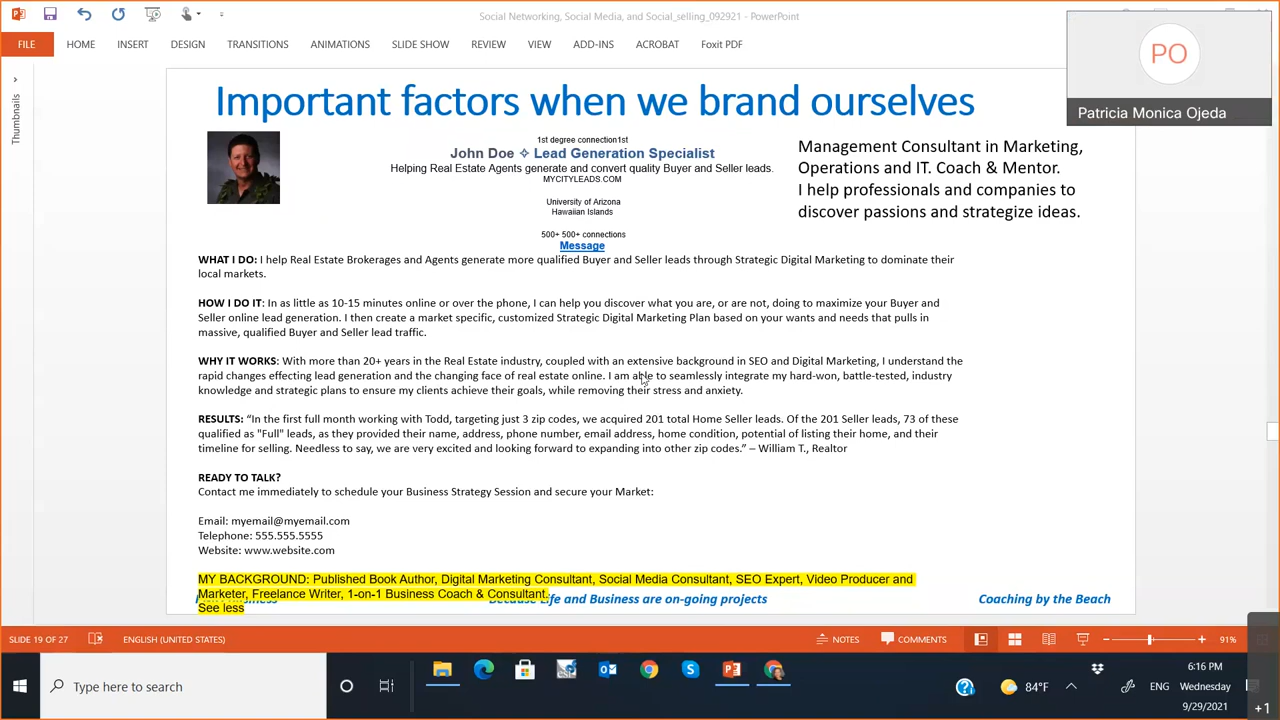 Social Networking, Social Media, and Social_selling_092921 - PowerPoint
FILE HOME INSERT DESIGN TRANSITIONS ANIMATIONS SLIDE SHOW REVIEW VIEW ADD-INS ACROBAT Foxit PDF
PO
Patricia Monica Ojeda
Thumbnails
Important factors when we brand ourselves
1st degree connection1st
John Doe ✧ Lead Generation Specialist
Helping Real Estate Agents generate and convert quality Buyer and Seller leads.
MYCITYLEADS.COM
University of Arizona
Hawaiian Islands
500+ 500+ connections
Message
Management Consultant in Marketing,
Operations and IT. Coach & Mentor.
I help professionals and companies to
discover passions and strategize ideas.
WHAT I DO: I help Real Estate Brokerages and Agents generate more qualified Buyer and Seller leads through Strategic Digital Marketing to dominate their
local markets.
HOW I DO IT: In as little as 10-15 minutes online or over the phone, I can help you discover what you are, or are not, doing to maximize your Buyer and
Seller online lead generation. I then create a market specific, customized Strategic Digital Marketing Plan based on your wants and needs that pulls in
massive, qualified Buyer and Seller lead traffic.
WHY IT WORKS: With more than 20+ years in the Real Estate industry, coupled with an extensive background in SEO and Digital Marketing, I understand the
rapid changes effecting lead generation and the changing face of real estate online. I am able to seamlessly integrate my hard-won, battle-tested, industry
knowledge and strategic plans to ensure my clients achieve their goals, while removing their stress and anxiety.
RESULTS: “In the first full month working with Todd, targeting just 3 zip codes, we acquired 201 total Home Seller leads. Of the 201 Seller leads, 73 of these
qualified as "Full" leads, as they provided their name, address, phone number, email address, home condition, potential of listing their home, and their
timeline for selling. Needless to say, we are very excited and looking forward to expanding into other zip codes.” – William T., Realtor
READY TO TALK?
Contact me immediately to schedule your Business Strategy Session and secure your Market:
Email: myemail@myemail.com
Telephone: 555.555.5555
Website: www.website.com
MY BACKGROUND: Published Book Author, Digital Marketing Consultant, Social Media Consultant, SEO Expert, Video Producer and
Marketer, Freelance Writer, 1-on-1 Business Coach & Consultant.
See less
Because Life and Business are on-going projects
Coaching by the Beach
SLIDE 19 OF 27 ENGLISH (UNITED STATES) NOTES COMMENTS 91%
Type here to search
84°F
ENG
6:16 PM
Wednesday
9/29/2021
+1